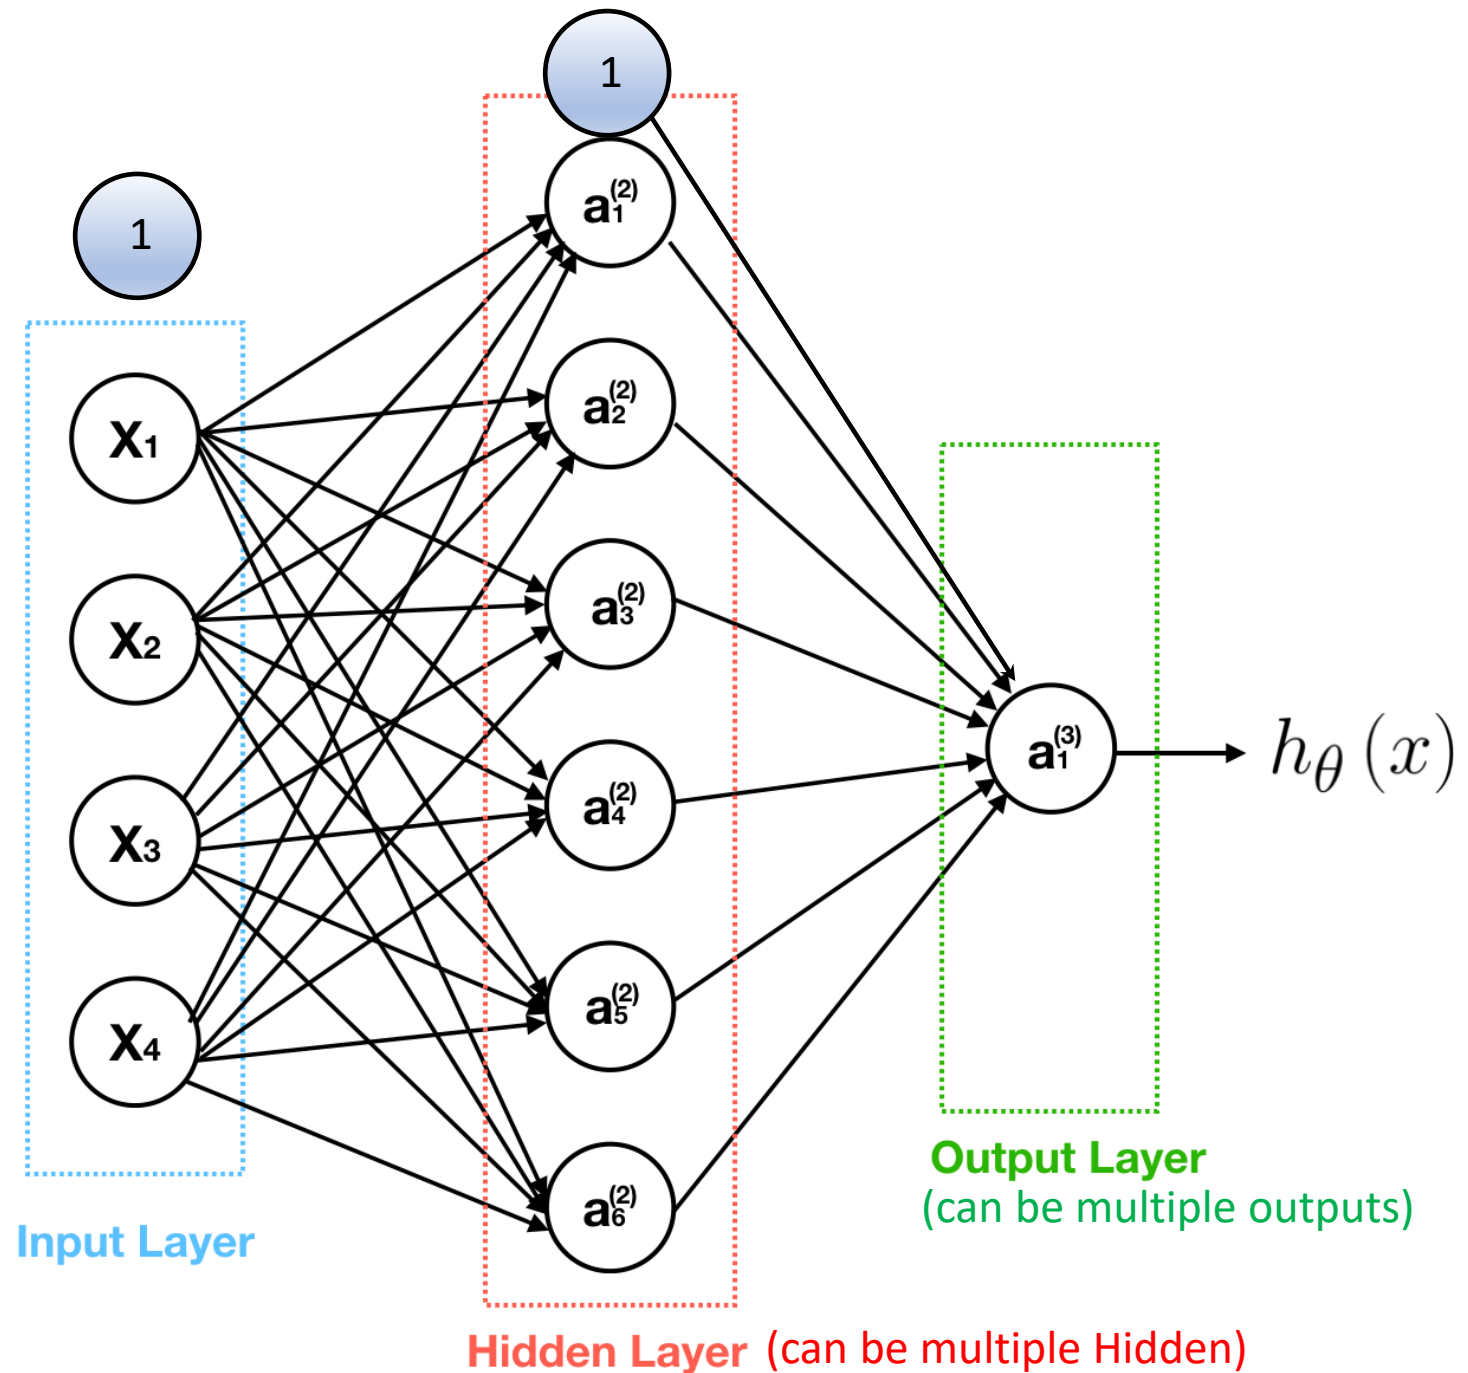 1
1
a₁⁽²⁾
X₁
a₂⁽²⁾
X₂
a₃⁽²⁾
X₃
a₄⁽²⁾
a₁⁽³⁾
h_θ (x)
X₄
a₅⁽²⁾
a₆⁽²⁾
Input Layer
Output Layer
(can be multiple outputs)
Hidden Layer (can be multiple Hidden)